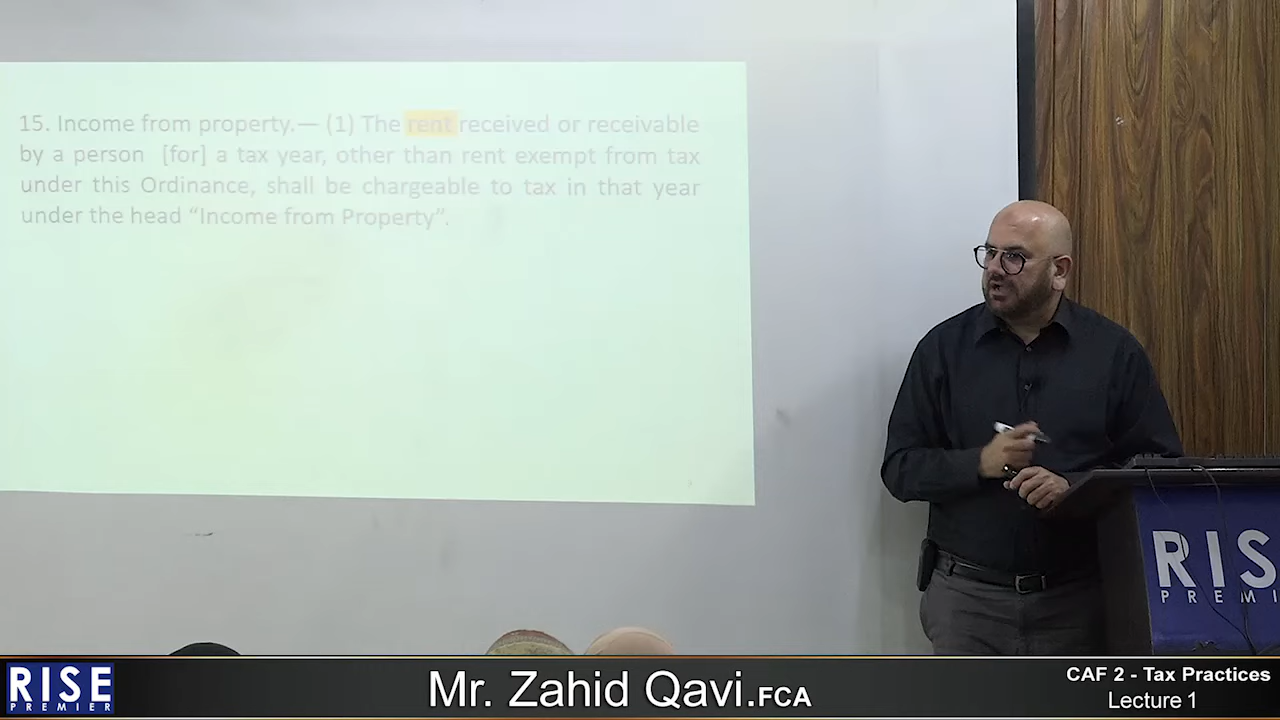 15. Income from property.— (1) The rent received or receivable
by a person [for] a tax year, other than rent exempt from tax
under this Ordinance, shall be chargeable to tax in that year
under the head “Income from Property”.
RIS
PREMI
RISE
PREMIER
Mr. Zahid Qavi.FCA
CAF 2 - Tax Practices
Lecture 1